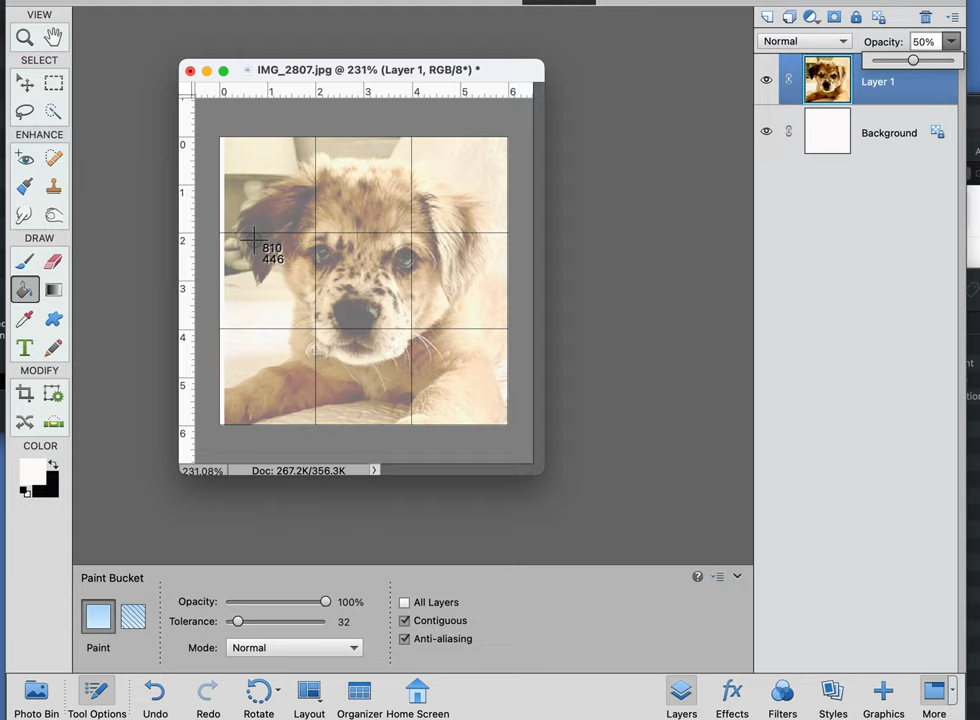 VIEW
SELECT
ENHANCE
DRAW
T
MODIFY
COLOR
IMG_2807.jpg @ 231% (Layer 1, RGB/8*) *
0 1 2 3 4 5 6
0
1
2
3
4
5
6
810
446
231.08% Doc: 267.2K/356.3K
Normal Opacity: 50%
Layer 1
Background
Paint Bucket
Paint
Opacity: 100%
Tolerance: 32
Mode: Normal
All Layers
Contiguous
Anti-aliasing
Photo Bin Tool Options Undo Redo Rotate Layout Organizer Home Screen
fx
Layers Effects Filters Styles Graphics More